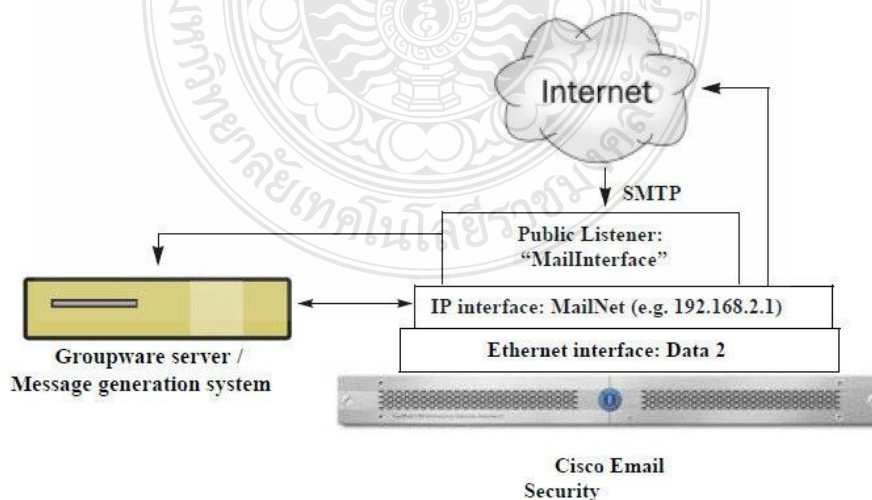 Internet
SMTP
Public Listener:
“MailInterface”
IP interface: MailNet (e.g. 192.168.2.1)
Ethernet interface: Data 2
Groupware server /
Message generation system
Cisco Email
Security